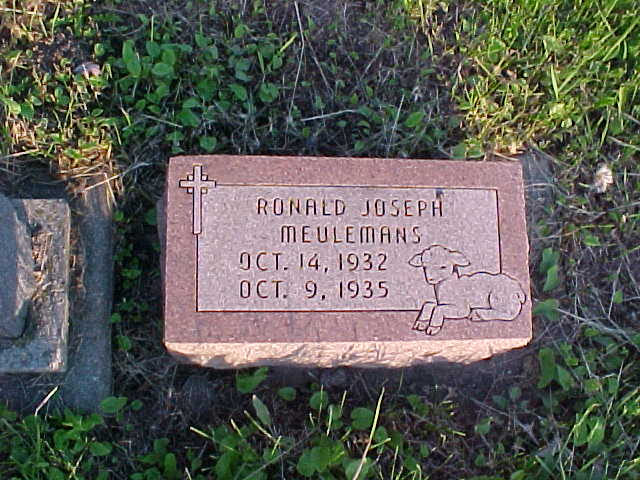 RONALD JOSEPH
MEULEMANS
OCT. 14, 1932
OCT. 9, 1935